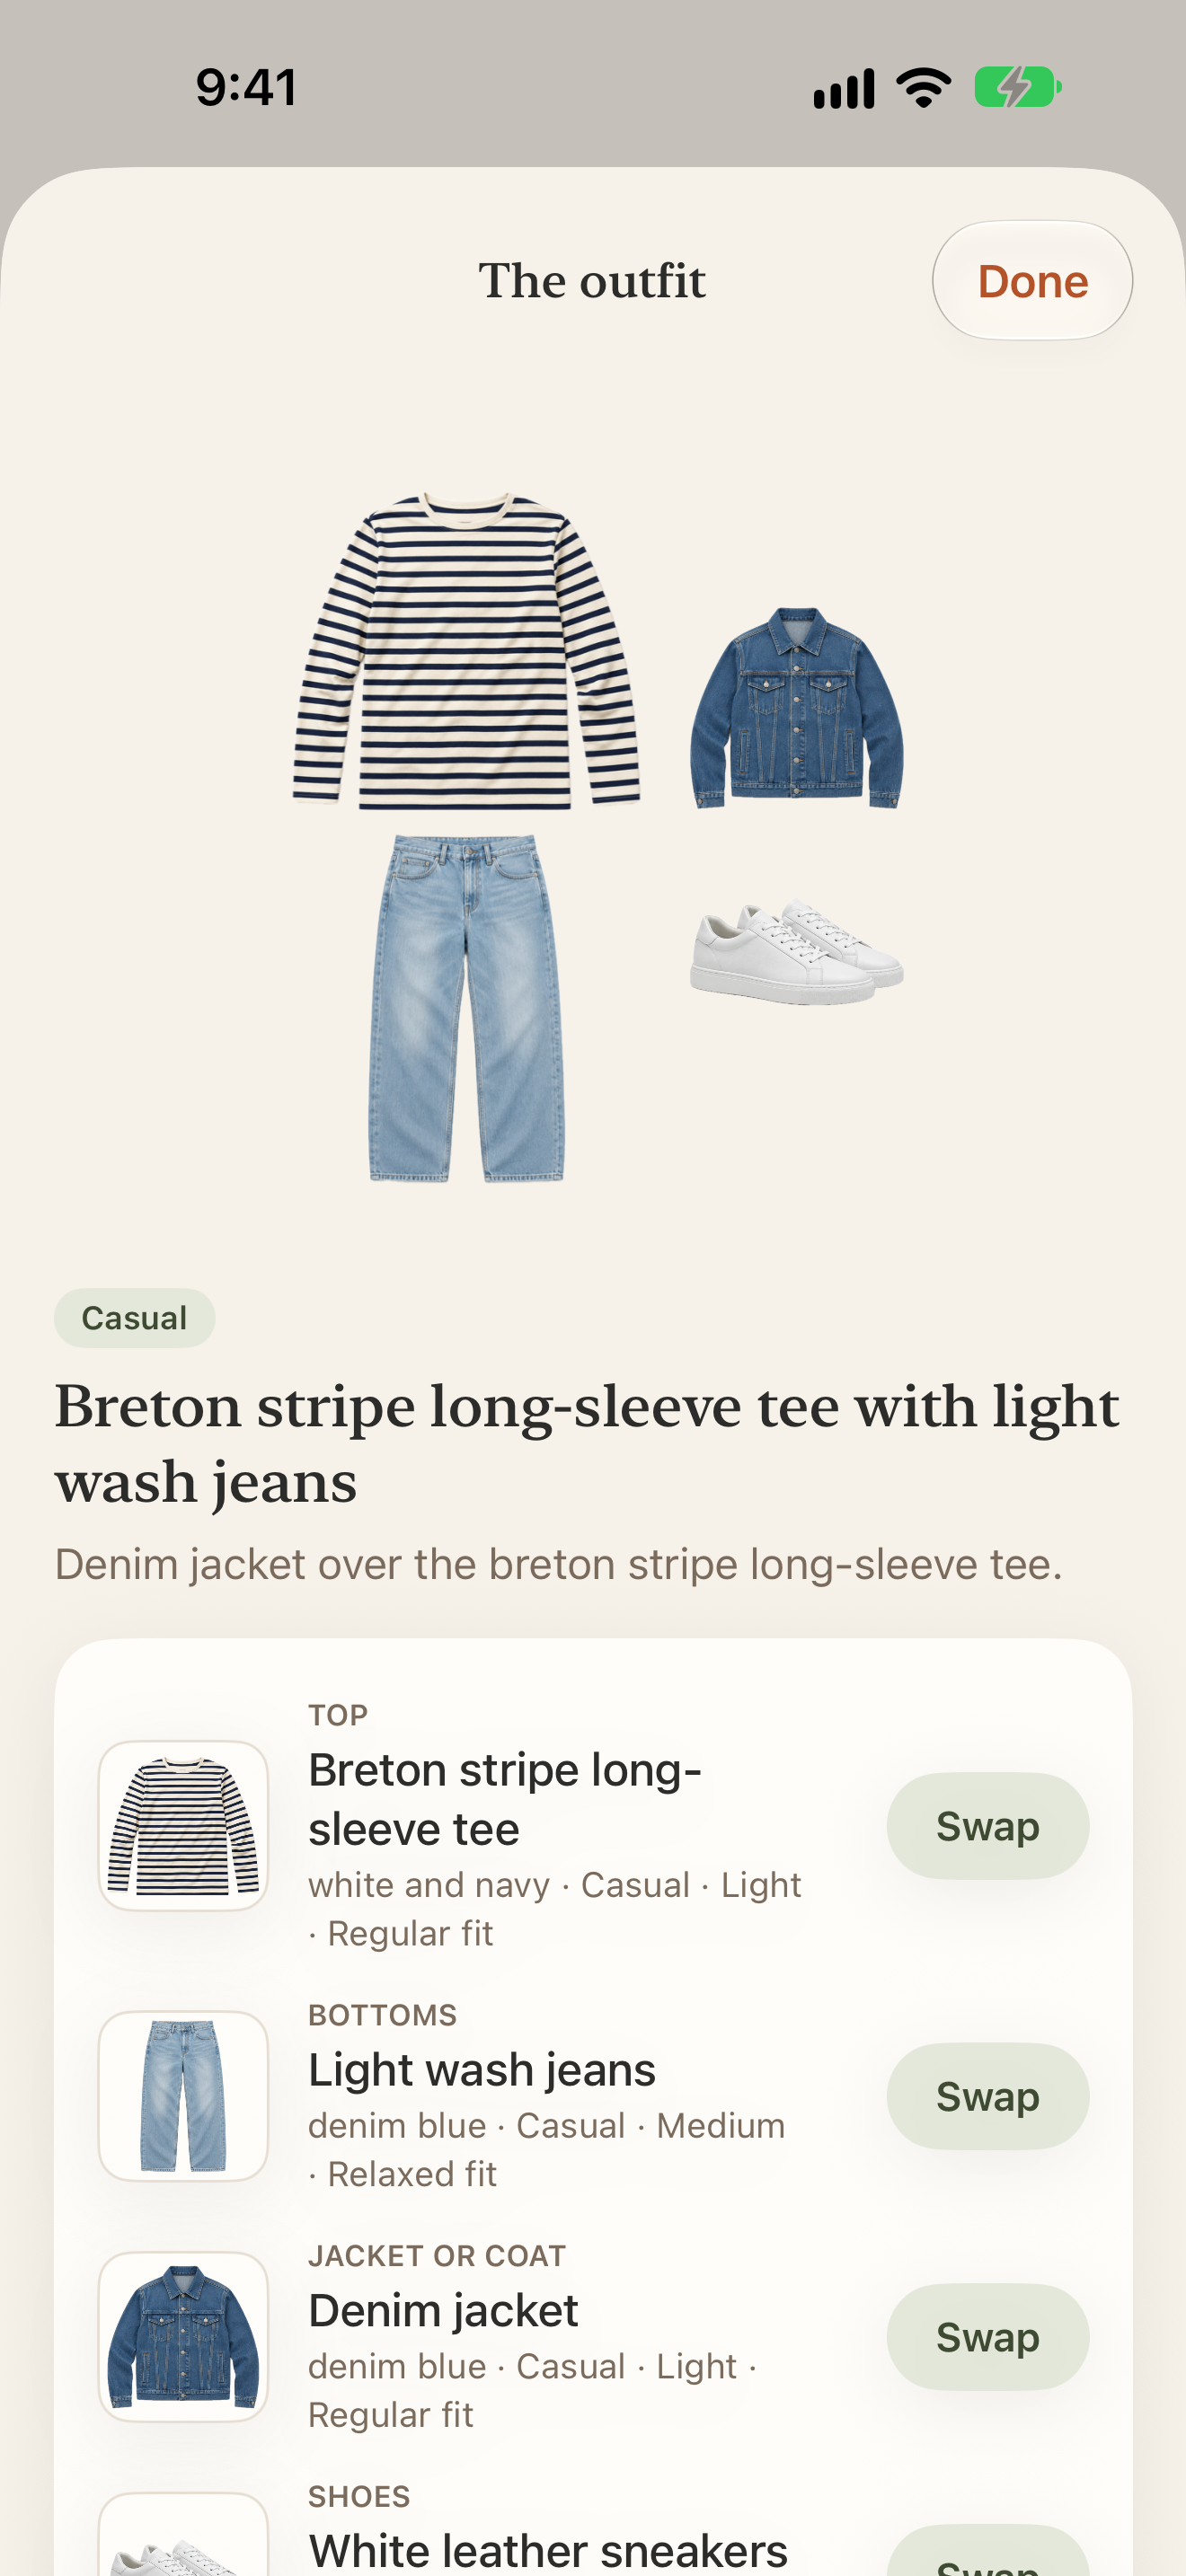 9:41
The outfit
Done
Casual
Breton stripe long-sleeve tee with light
wash jeans
Denim jacket over the breton stripe long-sleeve tee.
TOP
Breton stripe long-
sleeve tee
white and navy · Casual · Light
· Regular fit
Swap
BOTTOMS
Light wash jeans
denim blue · Casual · Medium
· Relaxed fit
Swap
JACKET OR COAT
Denim jacket
denim blue · Casual · Light ·
Regular fit
Swap
SHOES
White leather sneakers
Swap